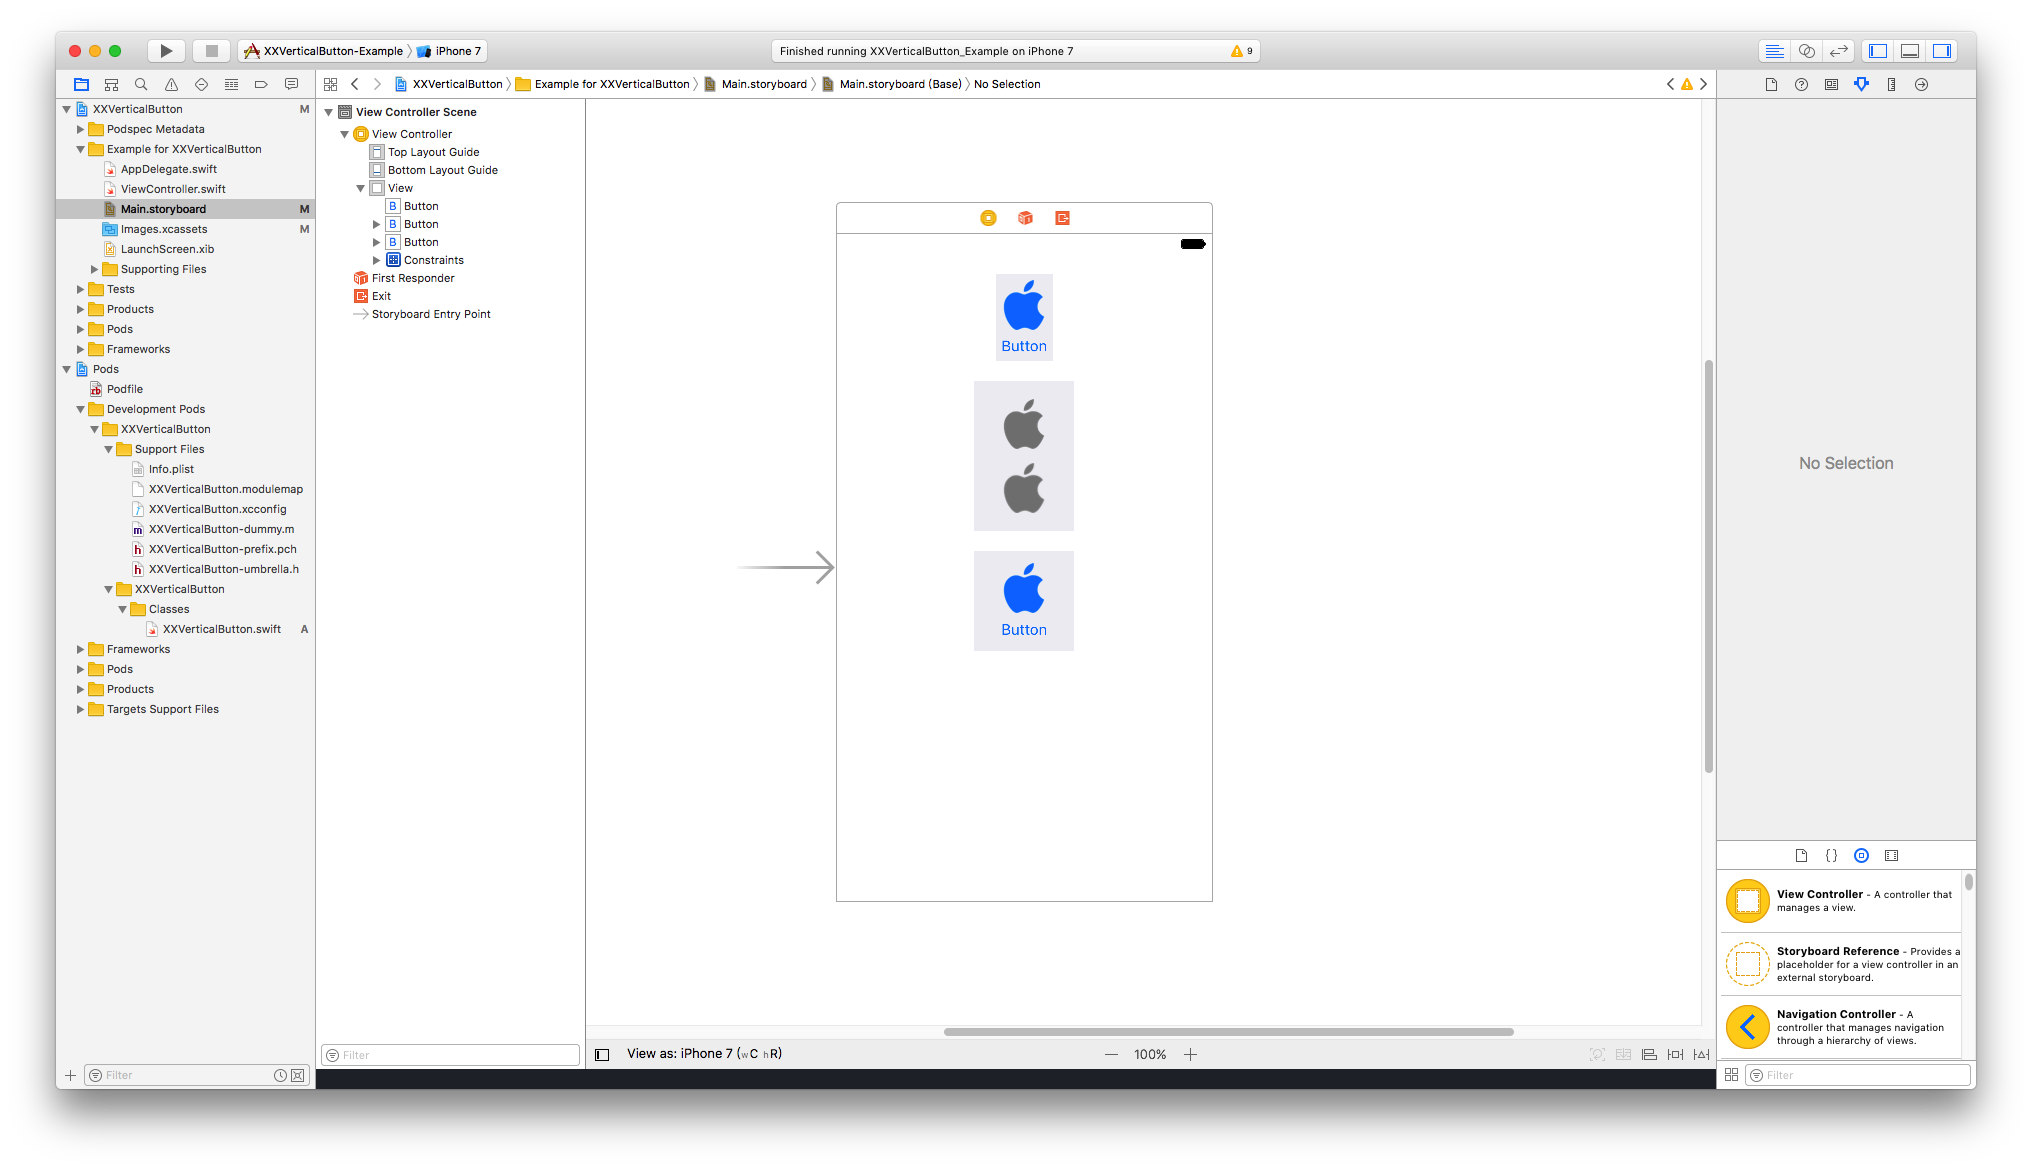 XXVerticalButton-Example
iPhone 7
Finished running XXVerticalButton_Example on iPhone 7
9
XXVerticalButton
Example for XXVerticalButton
Main.storyboard
Main.storyboard (Base)
No Selection
XXVerticalButton M
Podspec Metadata
Example for XXVerticalButton
AppDelegate.swift
ViewController.swift
Main.storyboard M
Images.xcassets M
LaunchScreen.xib
Supporting Files
Tests
Products
Pods
Frameworks
Pods
Podfile
Development Pods
XXVerticalButton
Support Files
Info.plist
XXVerticalButton.modulemap
XXVerticalButton.xcconfig
XXVerticalButton-dummy.m
XXVerticalButton-prefix.pch
XXVerticalButton-umbrella.h
XXVerticalButton
Classes
XXVerticalButton.swift A
Frameworks
Pods
Products
Targets Support Files
Filter
View Controller Scene
View Controller
Top Layout Guide
Bottom Layout Guide
View
B Button
B Button
B Button
Constraints
First Responder
Exit
Storyboard Entry Point
Filter
Button
Button
View as: iPhone 7 (wC hR)
100%
No Selection
View Controller - A controller that
manages a view.
Storyboard Reference - Provides a
placeholder for a view controller in an
external storyboard.
Navigation Controller - A
controller that manages navigation
through a hierarchy of views.
Filter